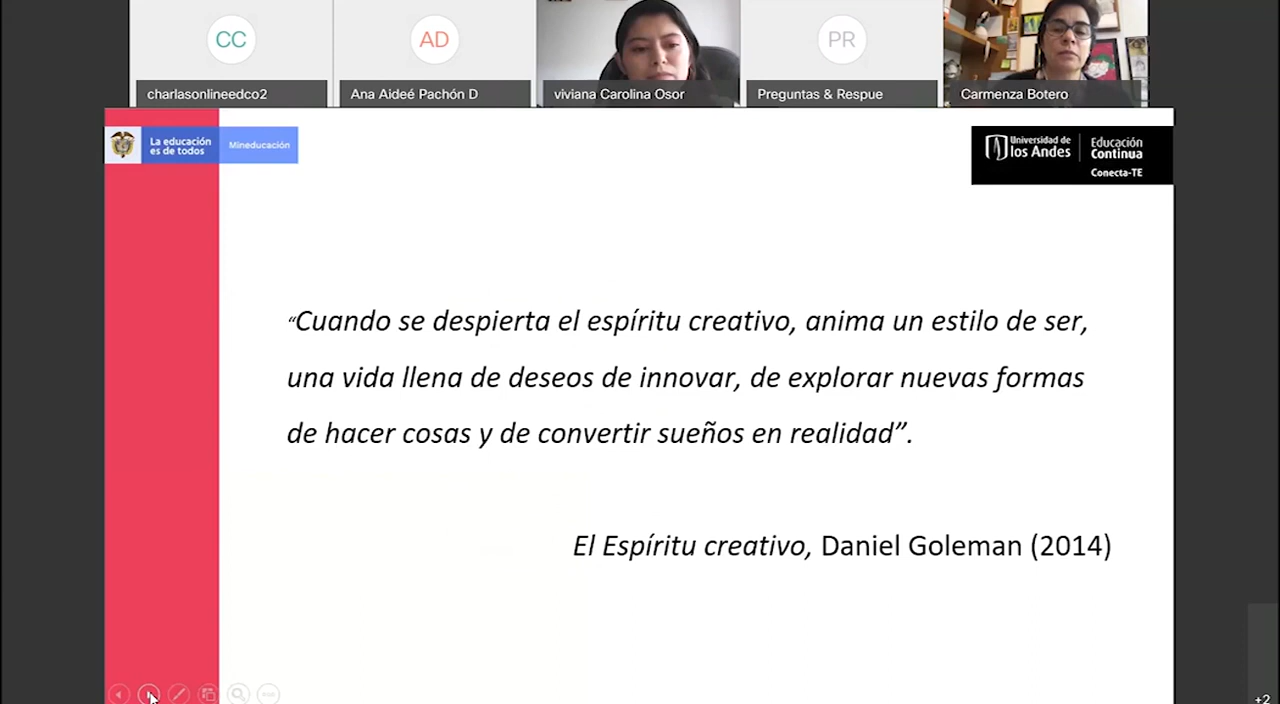 CC
AD
PR
charlasonlineedco2
Ana Aideé Pachón D
viviana Carolina Osor
Preguntas & Respue
Carmenza Botero
La educación
es de todos
Mineducación
Universidad de
los Andes
Educación
Continua
Conecta-TE
“Cuando se despierta el espíritu creativo, anima un estilo de ser,
una vida llena de deseos de innovar, de explorar nuevas formas
de hacer cosas y de convertir sueños en realidad”.
El Espíritu creativo, Daniel Goleman (2014)
+2